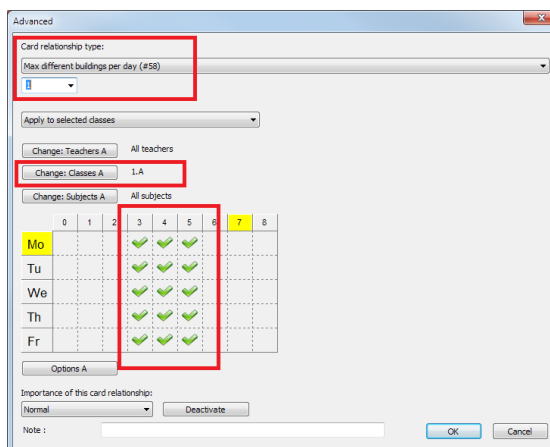 Advanced
X
Card relationship type:
Max different buildings per day (#58)
1
Apply to selected classes
Change: Teachers A All teachers
Change: Classes A 1.A
Change: Subjects A All subjects
0 1 2 3 4 5 6 7 8
Mo
Tu
We
Th
Fr
Options A
Importance of this card relationship:
Normal Deactivate
Note :
OK Cancel